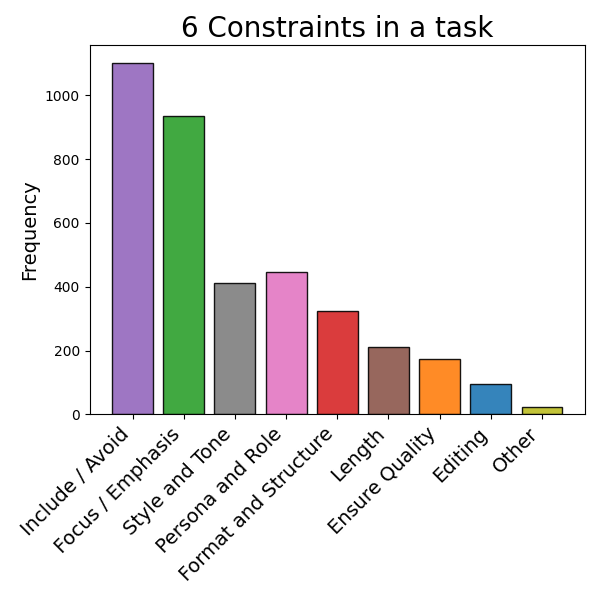 6 Constraints in a task
Frequency
1000
800
600
400
200
0
Include / Avoid
Focus / Emphasis
Style and Tone
Persona and Role
Format and Structure
Length
Ensure Quality
Editing
Other